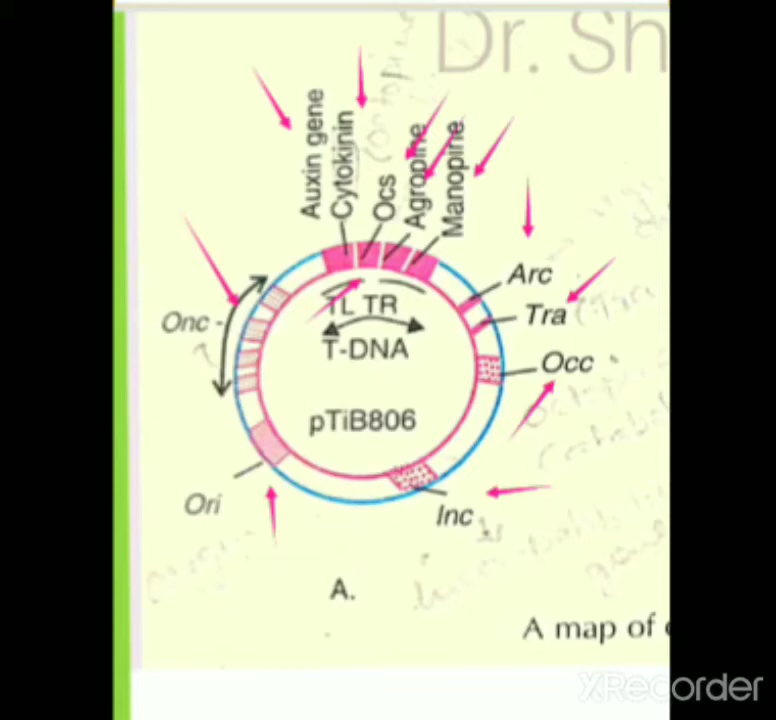 Dr. Sh
Auxin gene
Cytokinin
Ocs
Agropine
Manopine
Arc
Tra
Occ
Inc
Ori
Onc
TL TR
T-DNA
pTiB806
A.
A map of
XRecorder